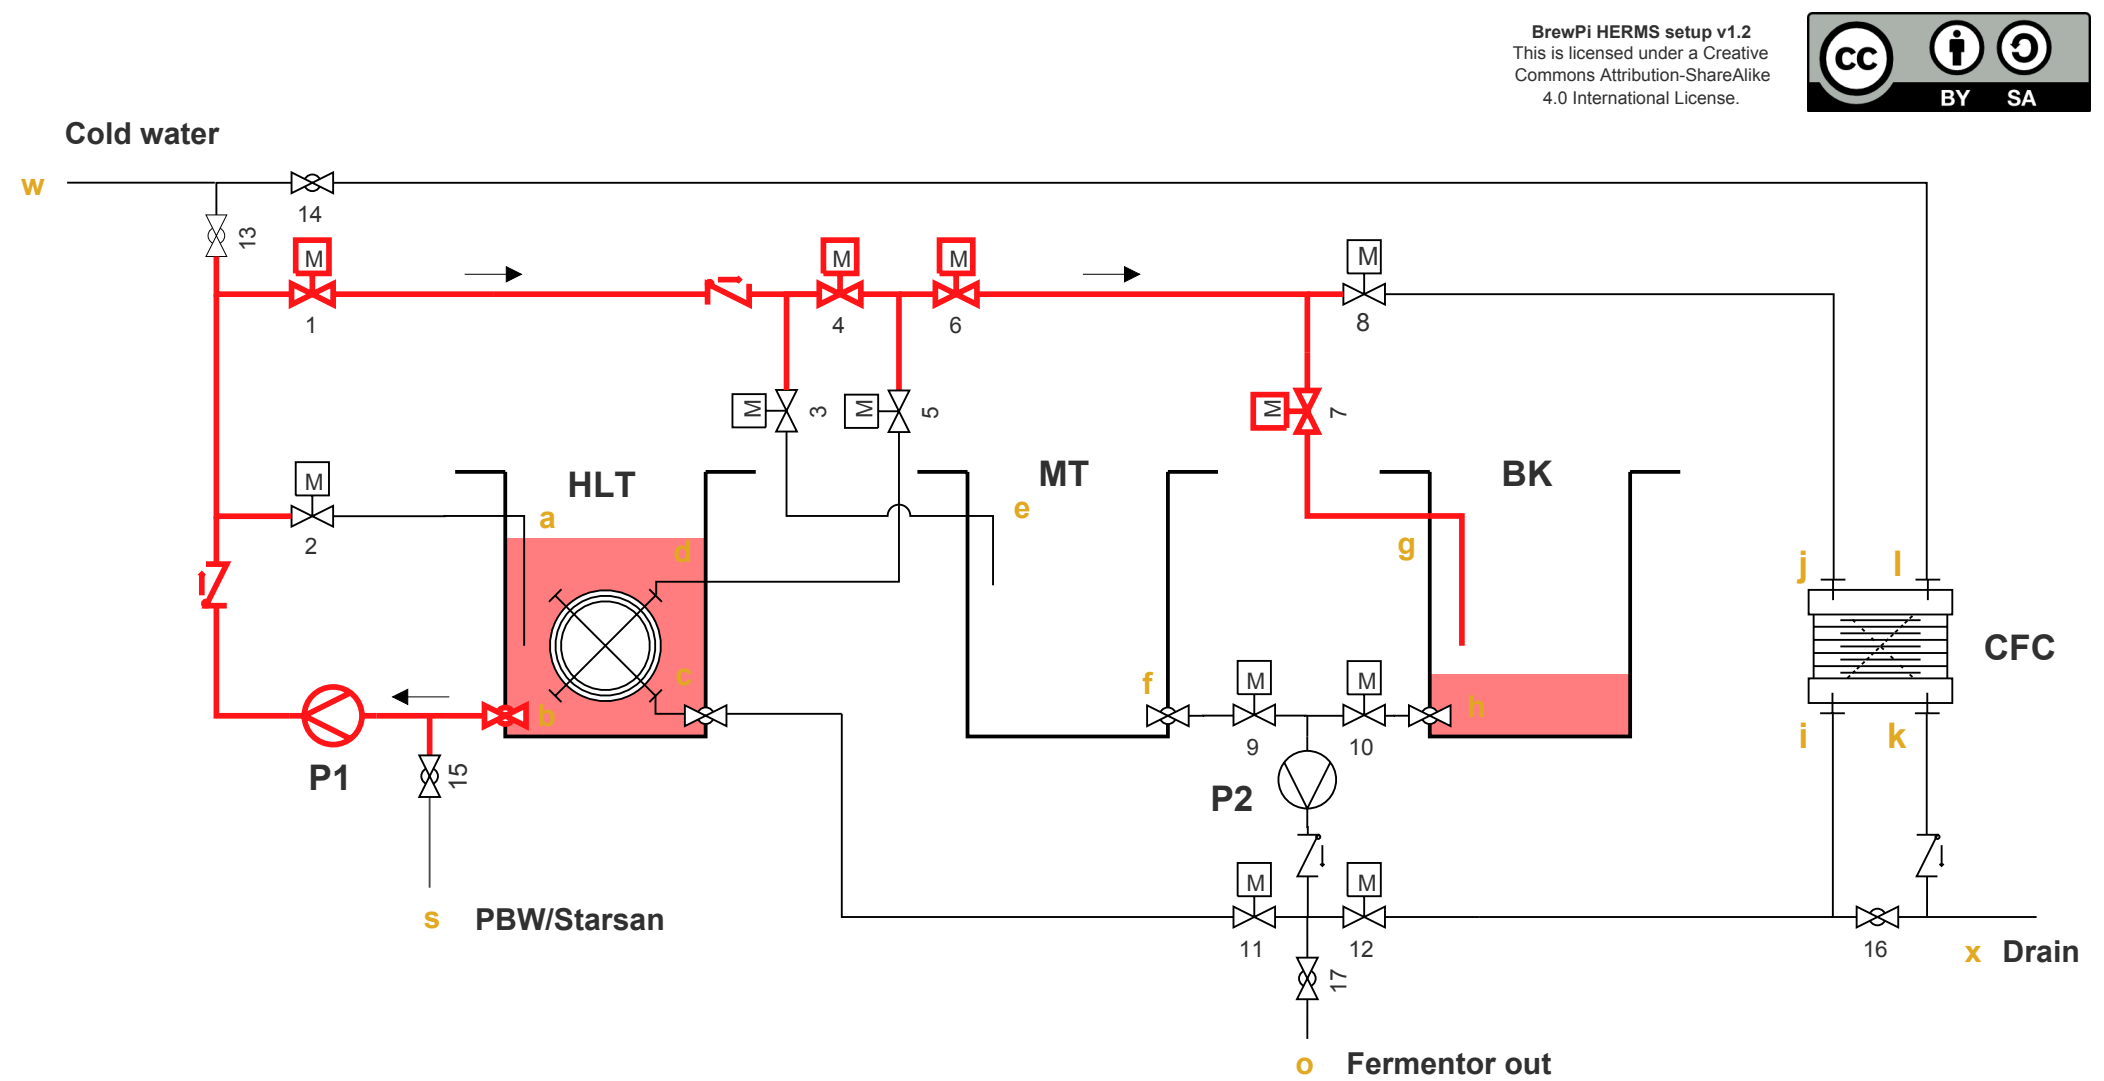 BrewPi HERMS setup v1.2
This is licensed under a Creative
Commons Attribution-ShareAlike
4.0 International License.
cc
BY SA
Cold water
w
14
13
M
M
M
M
1
4
6
8
M
M
M
3
5
7
HLT
MT
BK
M
a
e
g
2
d
j
l
CFC
c
f
M
M
b
h
i
k
9
10
P1
15
P2
M
M
s
PBW/Starsan
11
12
16
x
Drain
17
o
Fermentor out